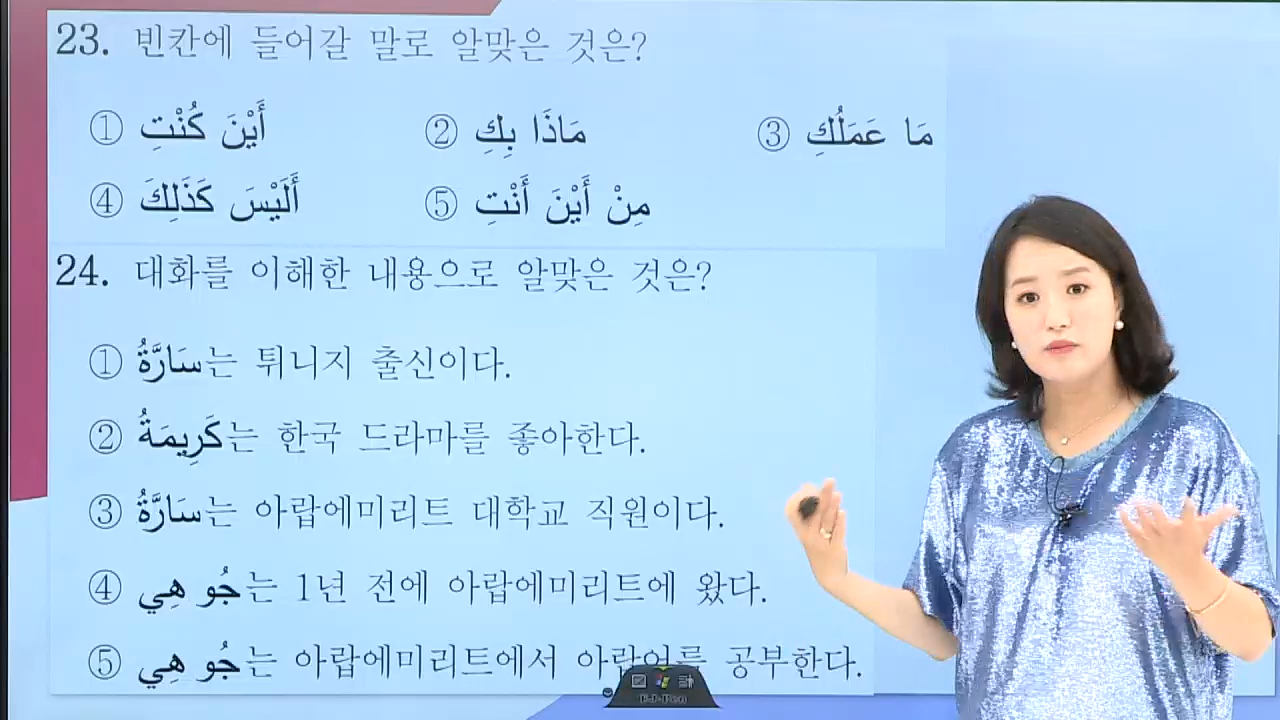 23. 빈칸에 들어갈 말로 알맞은 것은?
① أَيْنَ كُنْتِ ② مَاذَا بِكِ ③ مَا عَمَلُكِ
④ أَلَيْسَ كَذَلِكَ ⑤ مِنْ أَيْنَ أَنْتِ
24. 대화를 이해한 내용으로 알맞은 것은?
① سَارَّةُ는 튀니지 출신이다.
② كَرِيمَةُ는 한국 드라마를 좋아한다.
③ سَارَّةُ는 아랍에미리트 대학교 직원이다.
④ جُو هِي는 1년 전에 아랍에미리트에 왔다.
⑤ جُو هِي는 아랍에미리트에서 아랍어를 공부한다.